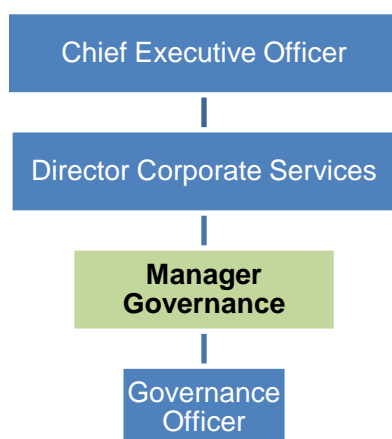 Chief Executive Officer
Director Corporate Services
Manager
Governance
Governance
Officer